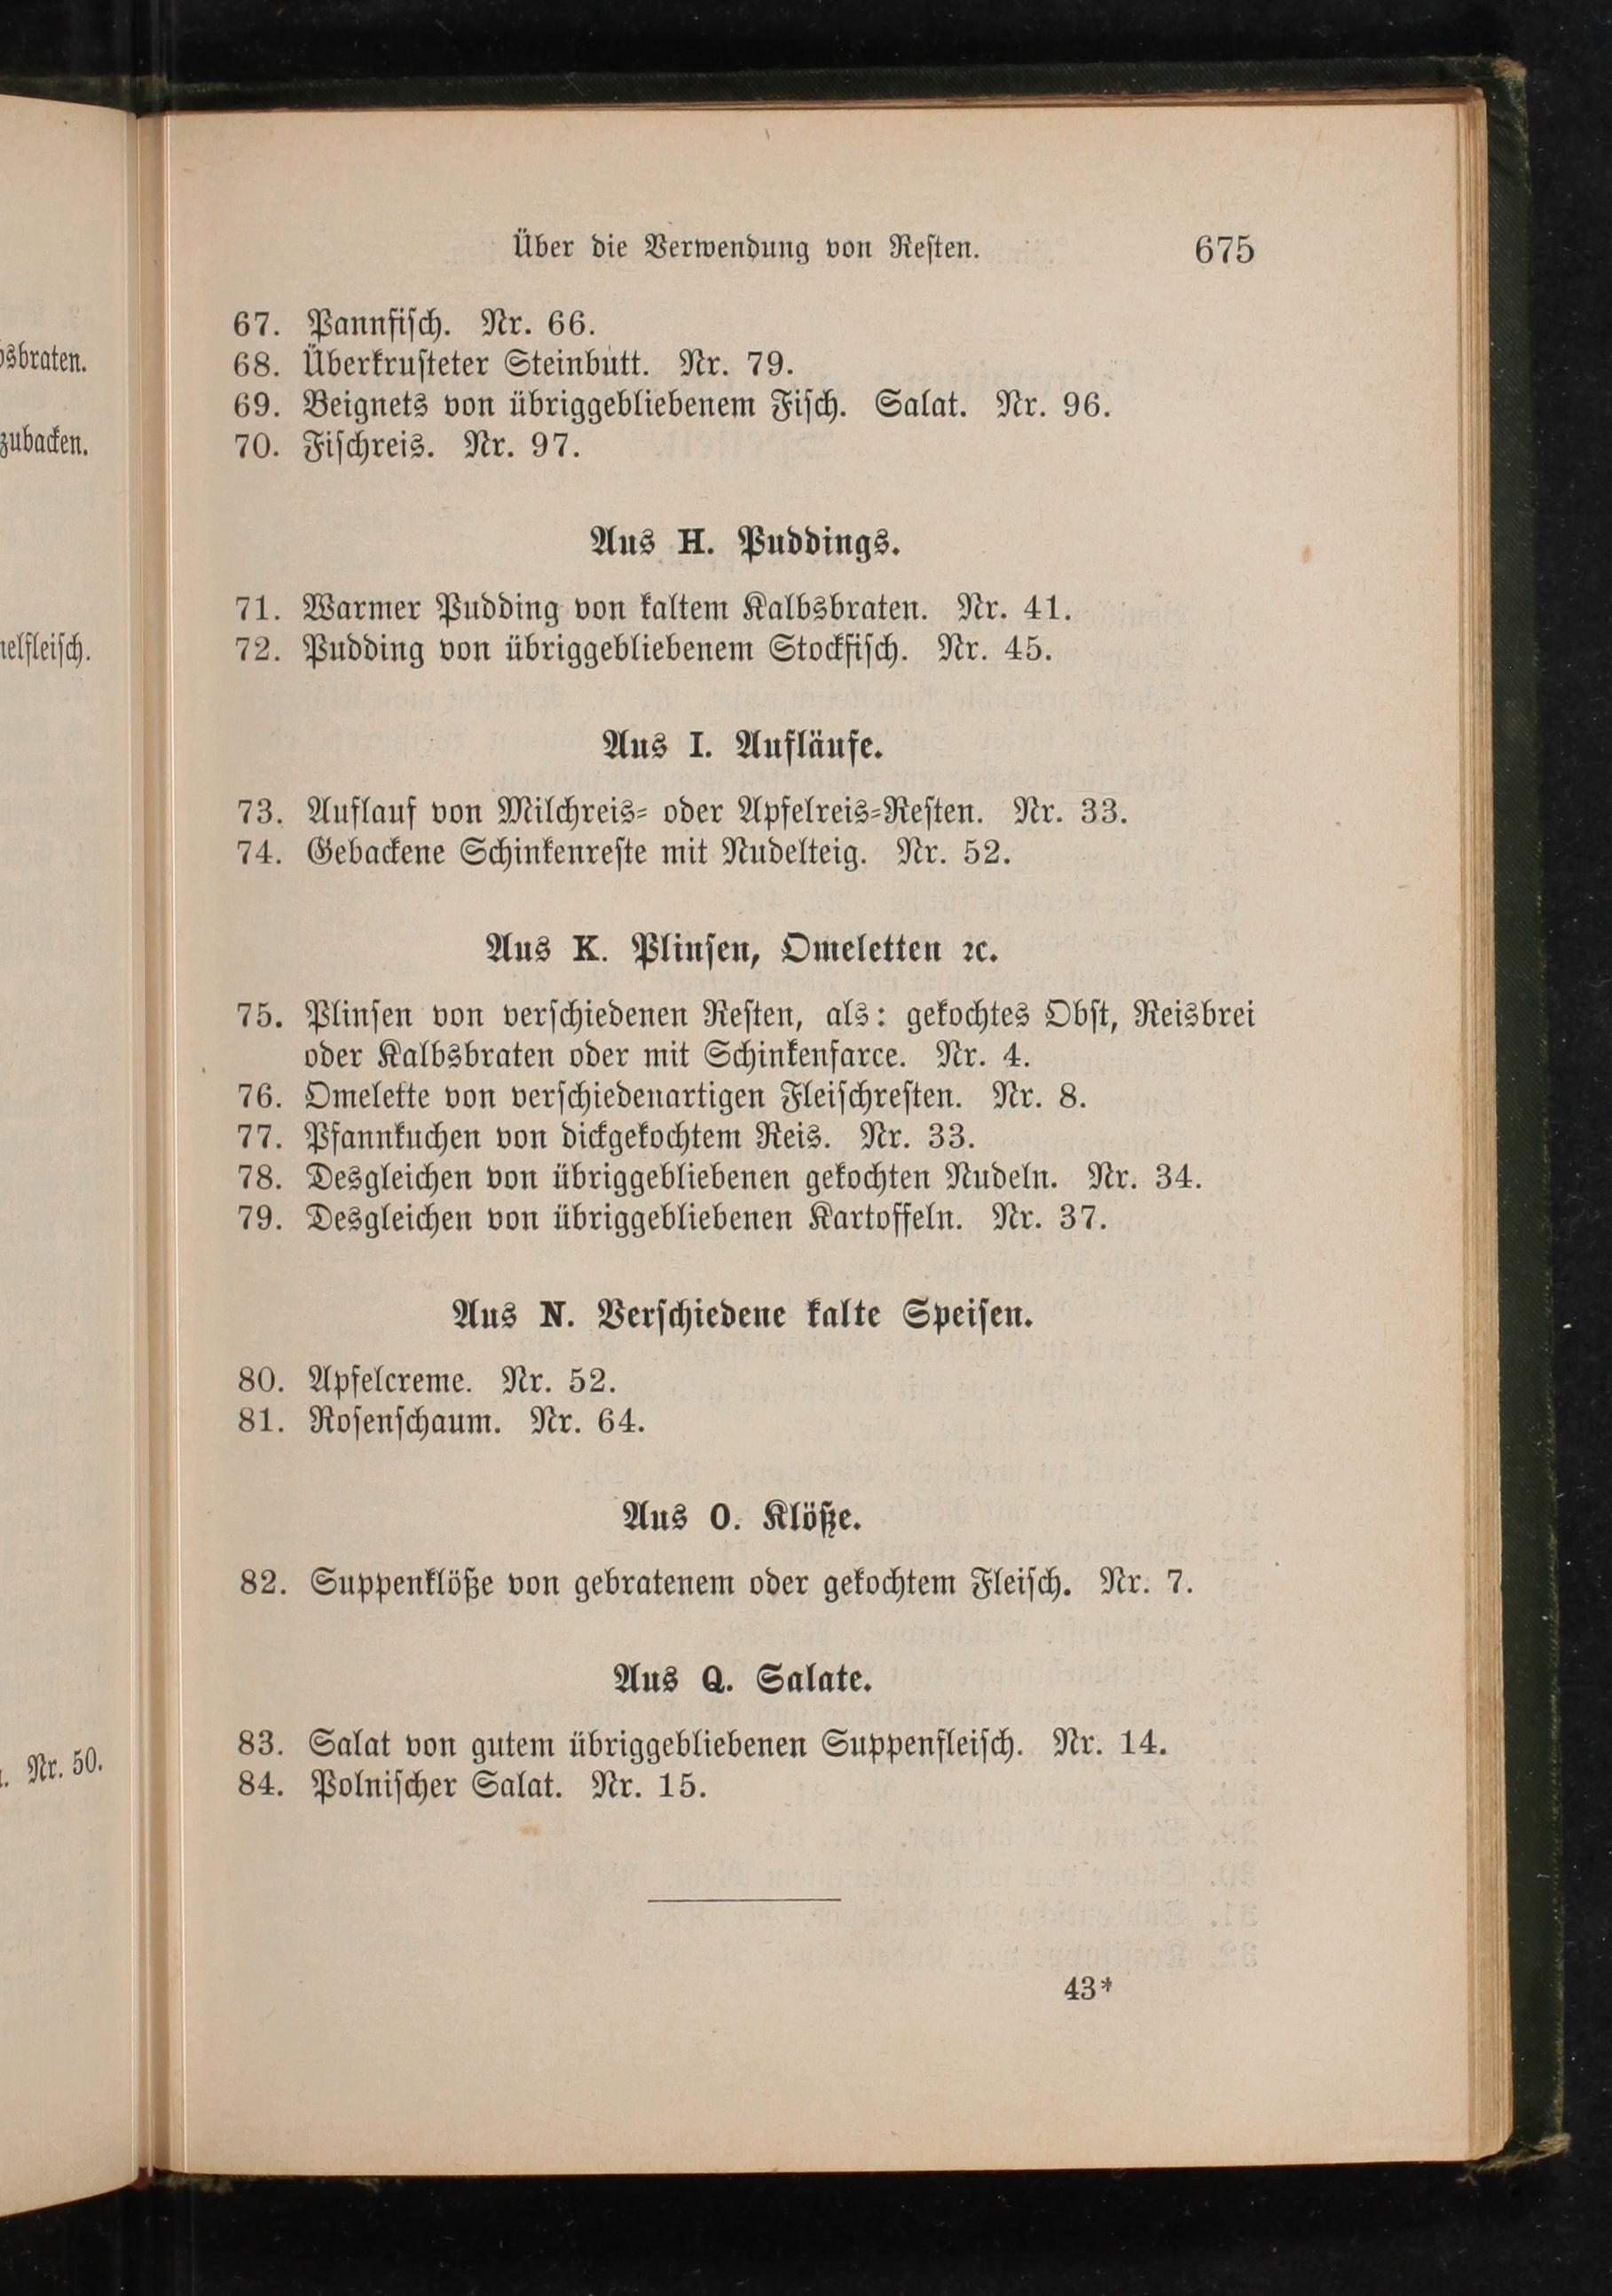 sbraten.
zubacken.
elfleisch.
Nr. 50.
Über die Verwendung von Resten. 675
67. Pannfisch. Nr. 66.
68. Überkrusteter Steinbutt. Nr. 79.
69. Beignets von übriggebliebenem Fisch. Salat. Nr. 96.
70. Fischreis. Nr. 97.
Aus H. Puddings.
71. Warmer Pudding von kaltem Kalbsbraten. Nr. 41.
72. Pudding von übriggebliebenem Stockfisch. Nr. 45.
Aus I. Aufläufe.
73. Auflauf von Milchreis- oder Apfelreis-Resten. Nr. 33.
74. Gebackene Schinkenreste mit Nudelteig. Nr. 52.
Aus K. Plinsen, Omeletten ꝛc.
75. Plinsen von verschiedenen Resten, als: gekochtes Obst, Reisbrei
oder Kalbsbraten oder mit Schinkenfarce. Nr. 4.
76. Omelette von verschiedenartigen Fleischresten. Nr. 8.
77. Pfannkuchen von dickgekochtem Reis. Nr. 33.
78. Desgleichen von übriggebliebenen gekochten Nudeln. Nr. 34.
79. Desgleichen von übriggebliebenen Kartoffeln. Nr. 37.
Aus N. Verschiedene kalte Speisen.
80. Apfelcreme. Nr. 52.
81. Rosenschaum. Nr. 64.
Aus O. Klöße.
82. Suppenklöße von gebratenem oder gekochtem Fleisch. Nr. 7.
Aus Q. Salate.
83. Salat von gutem übriggebliebenen Suppenfleisch. Nr. 14.
84. Polnischer Salat. Nr. 15.
43*